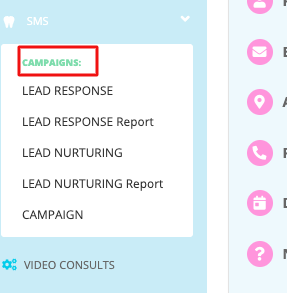 SMS
CAMPAIGNS:
LEAD RESPONSE
LEAD RESPONSE Report
LEAD NURTURING
LEAD NURTURING Report
CAMPAIGN
VIDEO CONSULTS